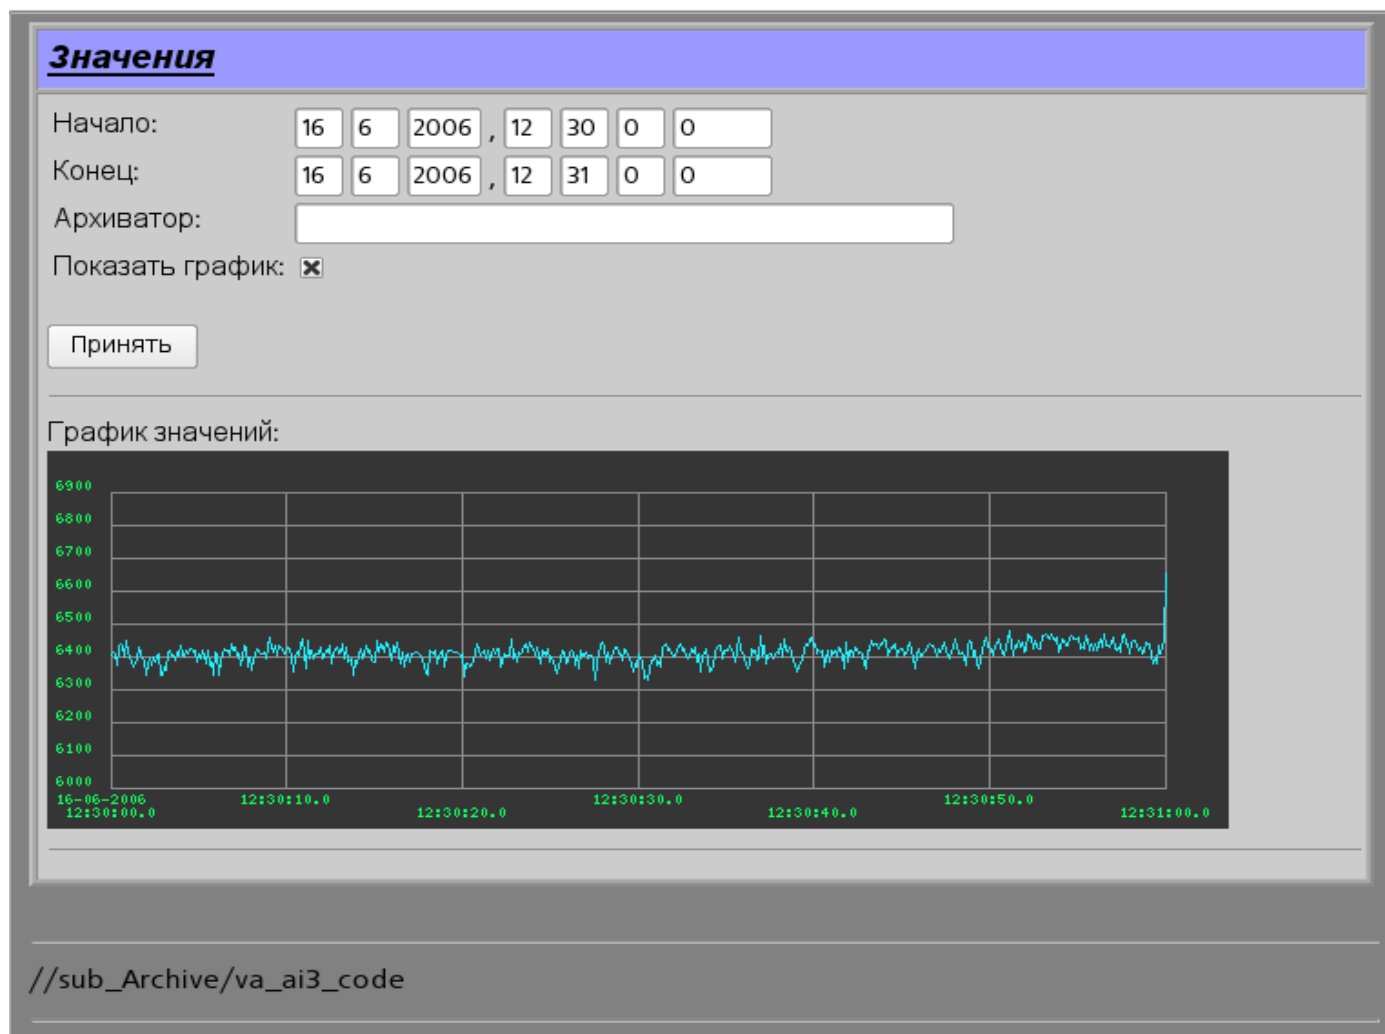 Значения
Начало: 16 6 2006 , 12 30 0 0
Конец: 16 6 2006 , 12 31 0 0
Архиватор:
Показать график:
Принять
График значений:
6900
6800
6700
6600
6500
6400
6300
6200
6100
6000
16-06-2006 12:30:10.0 12:30:30.0 12:30:50.0
12:30:00.0 12:30:20.0 12:30:40.0 12:31:00.0
//sub_Archive/va_ai3_code